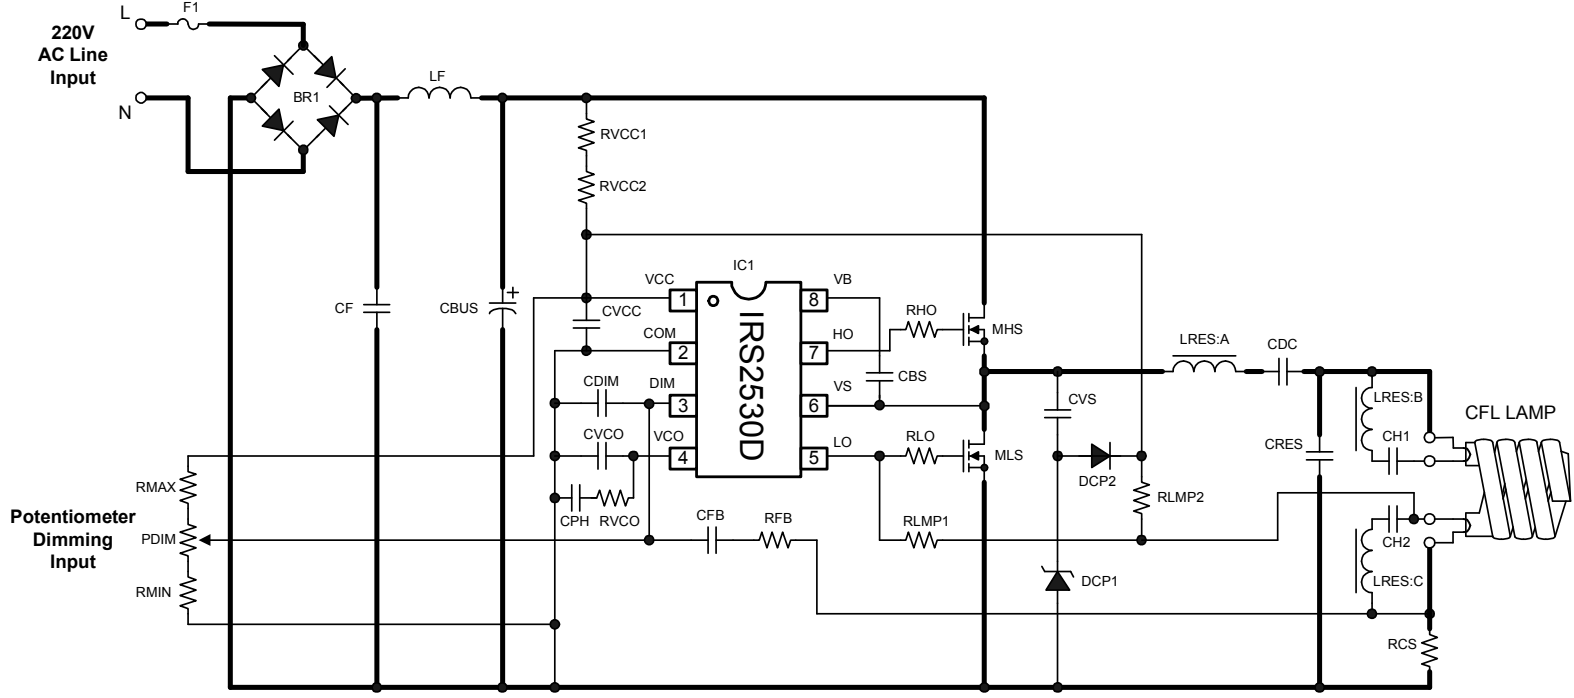 L
F1
220V
AC Line
Input
N
BR1
LF
RVCC1
RVCC2
CF
CBUS
+
IC1
VCC
1
COM
2
DIM
3
VCO
4
IRS2530D
VB
8
HO
7
VS
6
LO
5
CVCC
CDIM
CVCO
CPH
RVCO
RHO
MHS
CBS
RLO
MLS
RLMP1
CFB
RFB
CVS
DCP2
RLMP2
DCP1
LRES:A
CDC
CRES
LRES:B
CH1
CFL LAMP
CH2
LRES:C
RCS
RMAX
Potentiometer
Dimming
Input
PDIM
RMIN